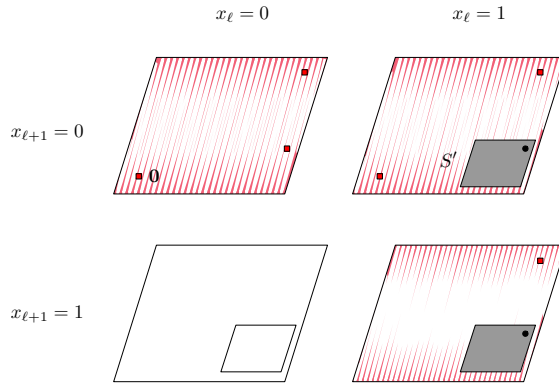 x_ℓ = 0
x_ℓ = 1
x_{ℓ+1} = 0
S′
0
x_{ℓ+1} = 1